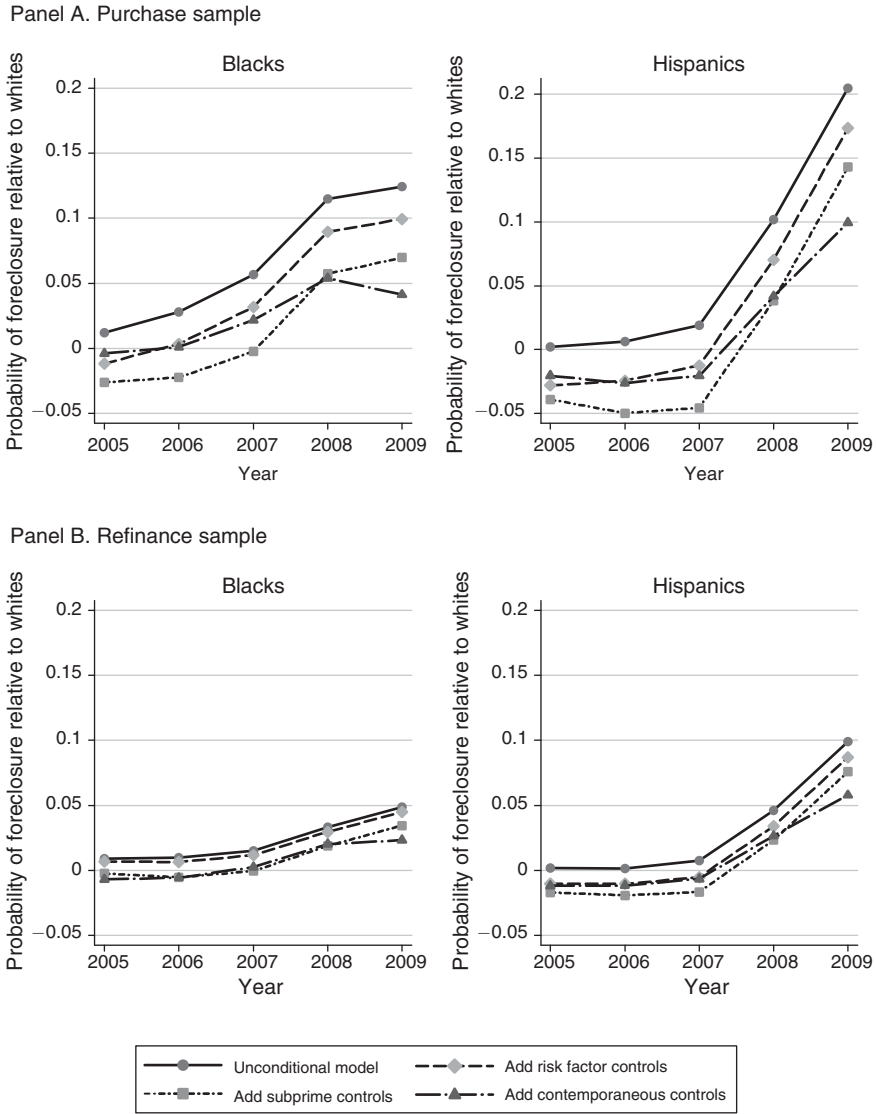 Panel A. Purchase sample
Blacks
Probability of foreclosure relative to whites
0.2
0.15
0.1
0.05
0
−0.05
2005 2006 2007 2008 2009
Year
Hispanics
Probability of foreclosure relative to whites
0.2
0.15
0.1
0.05
0
−0.05
2005 2006 2007 2008 2009
Year
Panel B. Refinance sample
Blacks
Probability of foreclosure relative to whites
0.2
0.15
0.1
0.05
0
−0.05
2005 2006 2007 2008 2009
Year
Hispanics
Probability of foreclosure relative to whites
0.2
0.15
0.1
0.05
0
−0.05
2005 2006 2007 2008 2009
Year
Unconditional model
Add risk factor controls
Add subprime controls
Add contemporaneous controls